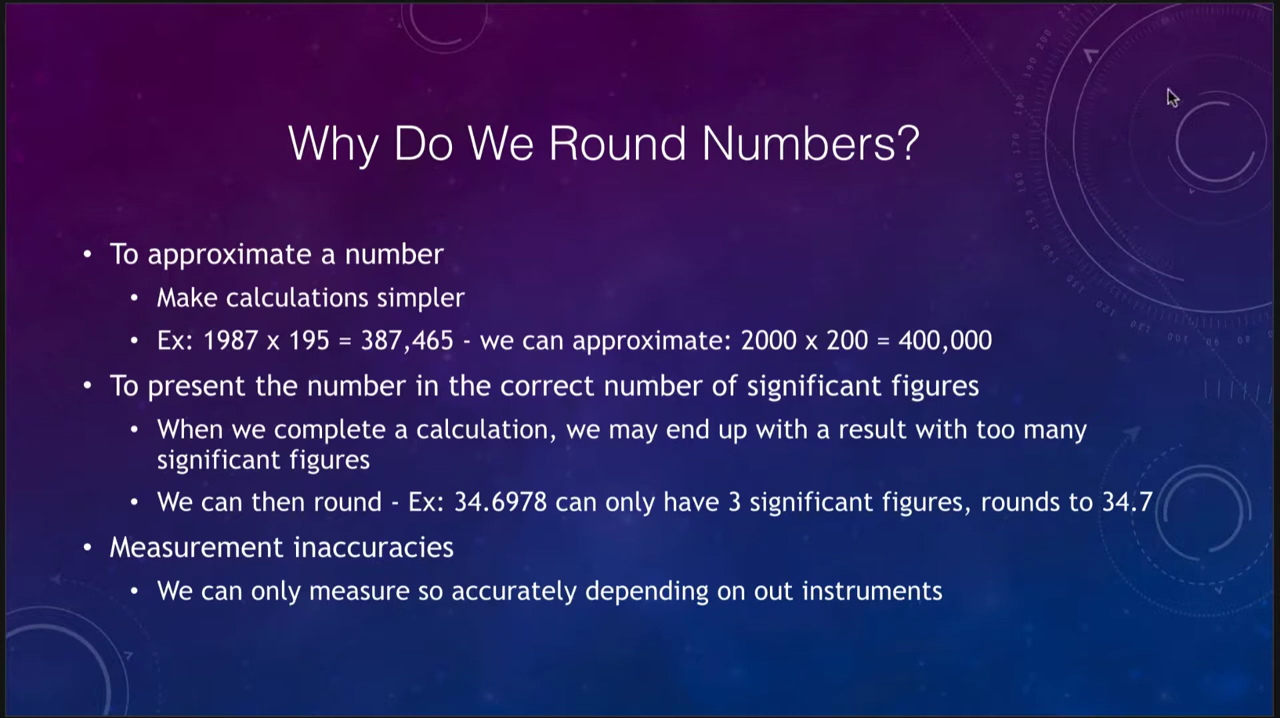 Why Do We Round Numbers?
• To approximate a number
• Make calculations simpler
• Ex: 1987 x 195 = 387,465 - we can approximate: 2000 x 200 = 400,000
• To present the number in the correct number of significant figures
• When we complete a calculation, we may end up with a result with too many
significant figures
• We can then round - Ex: 34.6978 can only have 3 significant figures, rounds to 34.7
• Measurement inaccuracies
• We can only measure so accurately depending on out instruments